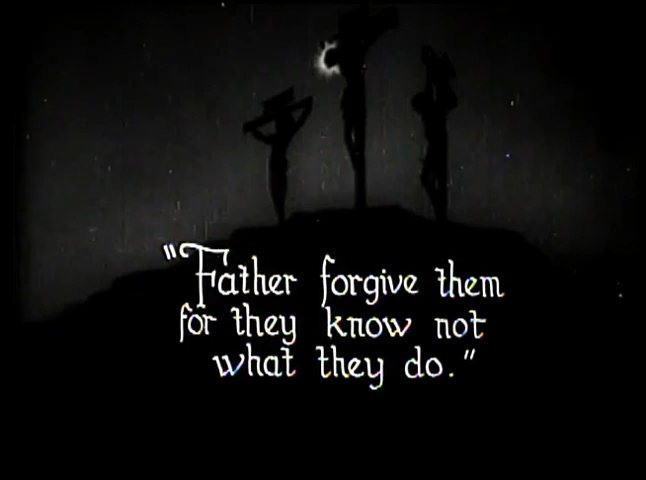 "Father forgive them
for they know not
what they do."